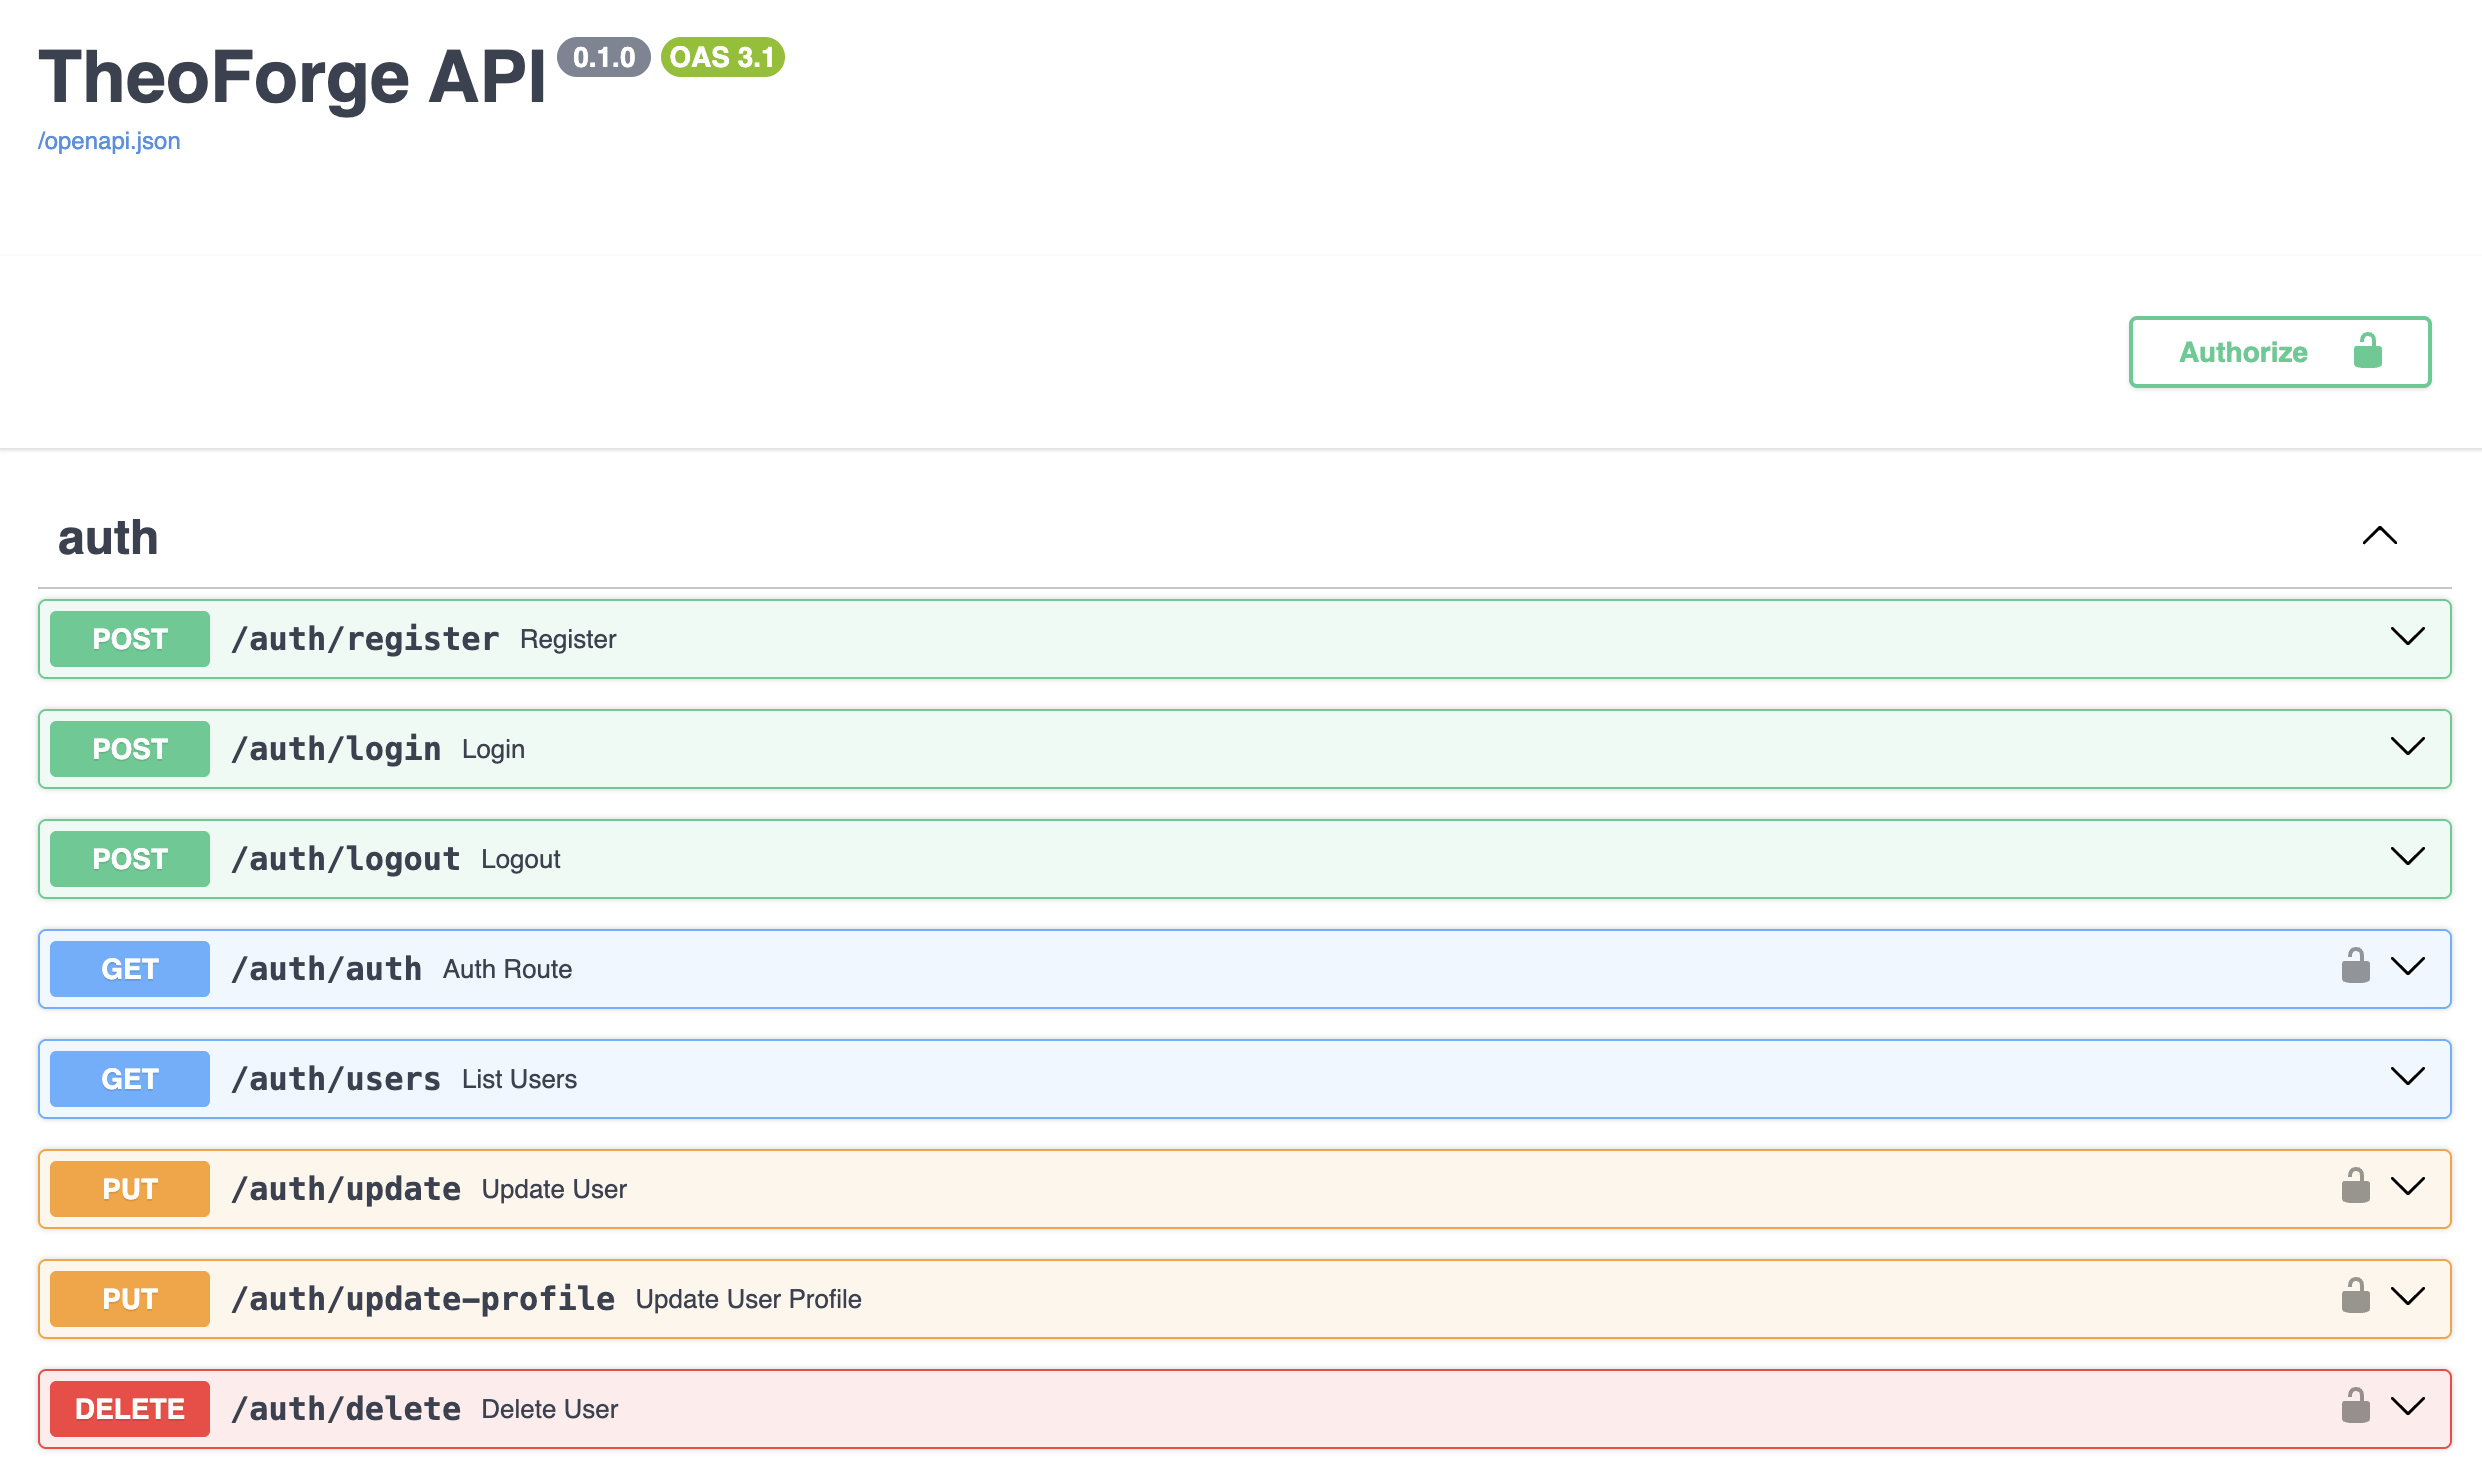 TheoForge API 0.1.0 OAS 3.1
/openapi.json
Authorize
auth
POST /auth/register Register
POST /auth/login Login
POST /auth/logout Logout
GET /auth/auth Auth Route
GET /auth/users List Users
PUT /auth/update Update User
PUT /auth/update-profile Update User Profile
DELETE /auth/delete Delete User